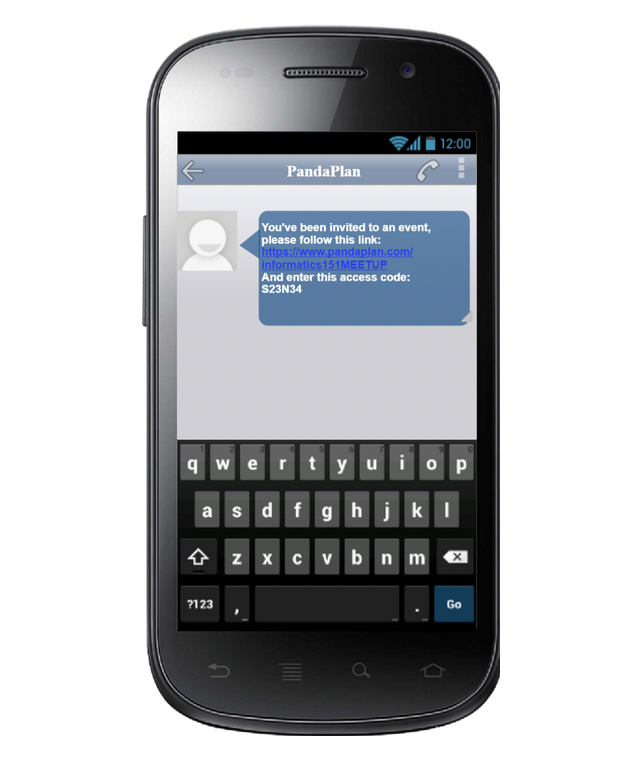 12:00
PandaPlan
You've been invited to an event,
please follow this link:
https://www.pandaplan.com/
informatics151MEETUP
And enter this access code:
S23N34
q w e r t y u i o p
a s d f g h j k l
z x c v b n m
?123 , . Go